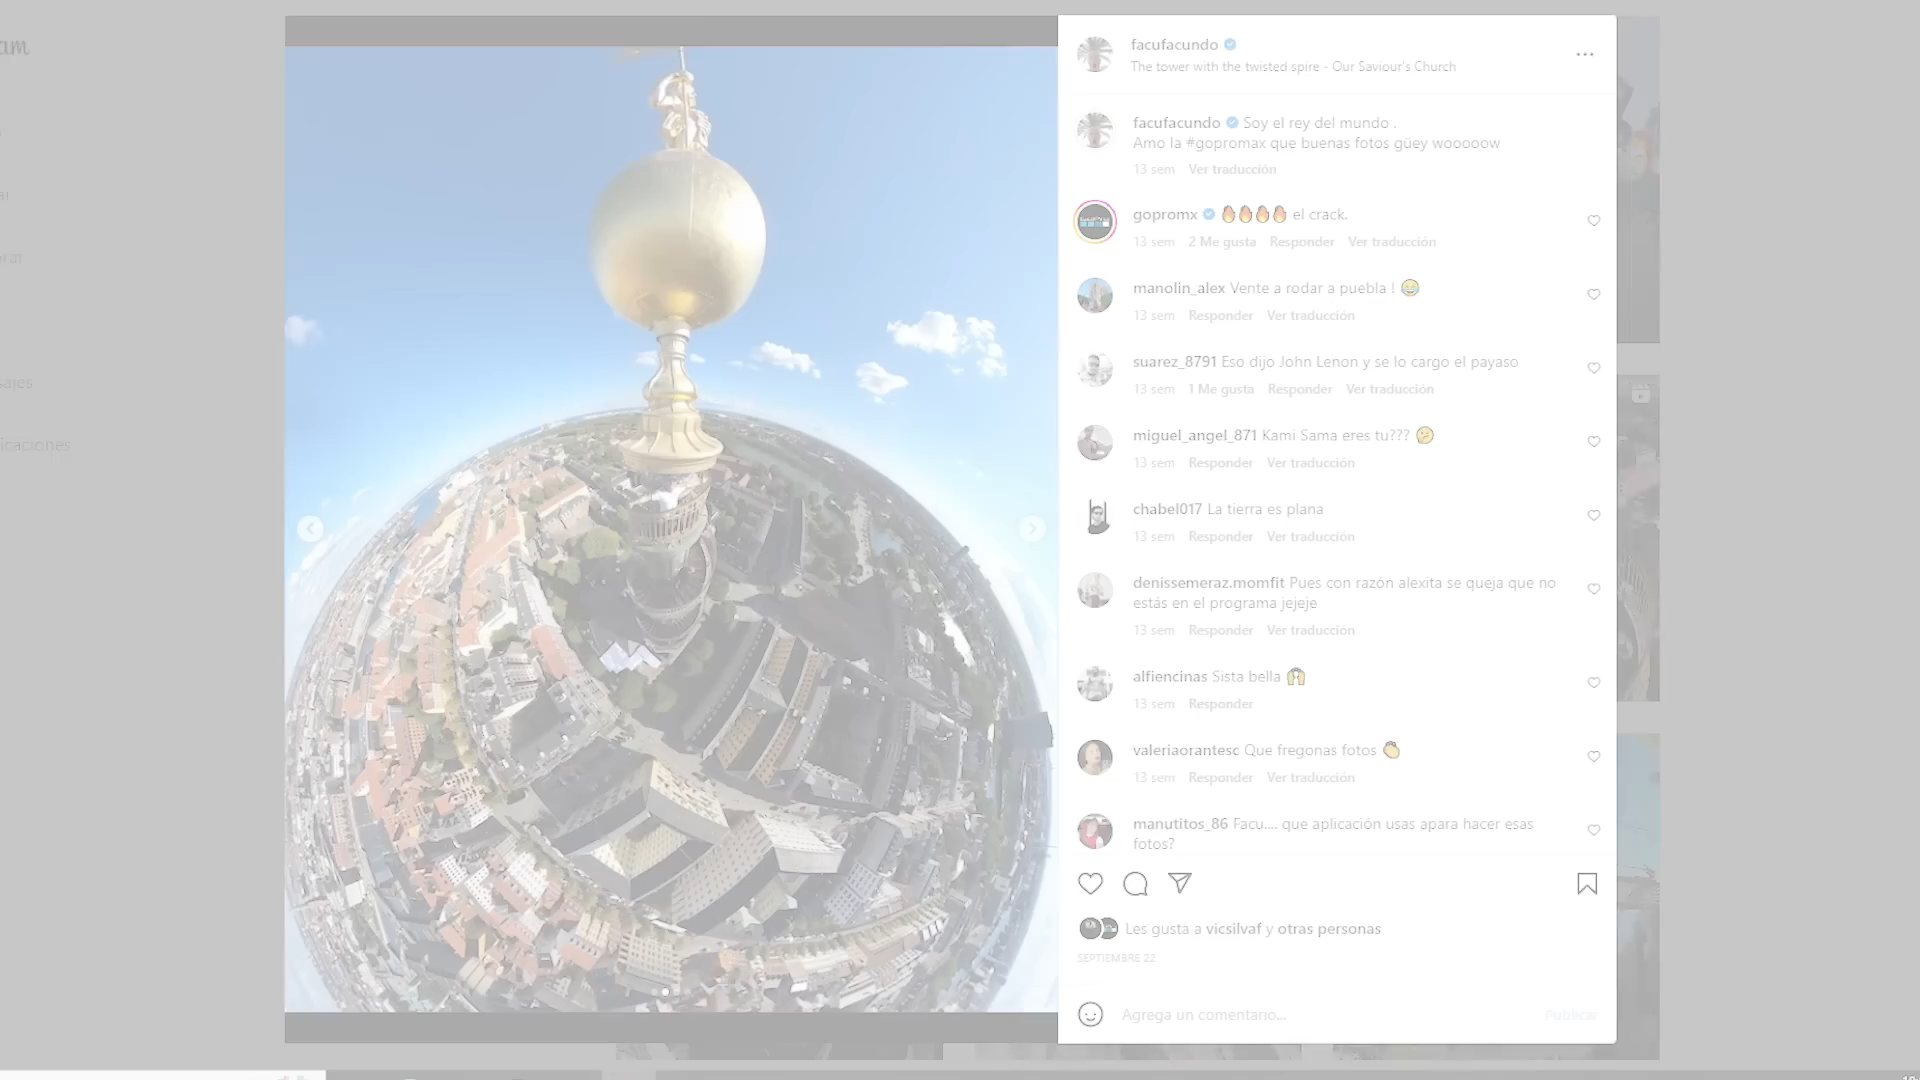 am
facufacundo
The tower with the twisted spire - Our Saviour's Church
facufacundo Soy el rey del mundo .
Amo la #gopromax que buenas fotos güey wooooow
13 sem Ver traducción
gopromx 🔥🔥🔥🔥 el crack.
13 sem 2 Me gusta Responder Ver traducción
manolin_alex Vente a rodar a puebla ! 😂
13 sem Responder Ver traducción
suarez_8791 Eso dijo John Lenon y se lo cargo el payaso
13 sem 1 Me gusta Responder Ver traducción
miguel_angel_871 Kami Sama eres tu??? 🤔
13 sem Responder Ver traducción
chabel017 La tierra es plana
13 sem Responder Ver traducción
denissemeraz.momfit Pues con razón alexita se queja que no
estás en el programa jejeje
13 sem Responder Ver traducción
alfiencinas Sista bella 🙌
13 sem Responder
valeriaorantesc Que fregonas fotos 👏
13 sem Responder Ver traducción
manutitos_86 Facu.... que aplicación usas apara hacer esas
fotos?
Les gusta a vicsilvaf y otras personas
SEPTIEMBRE 22
Agrega un comentario...
Publicar
rar
sajes
icaciones